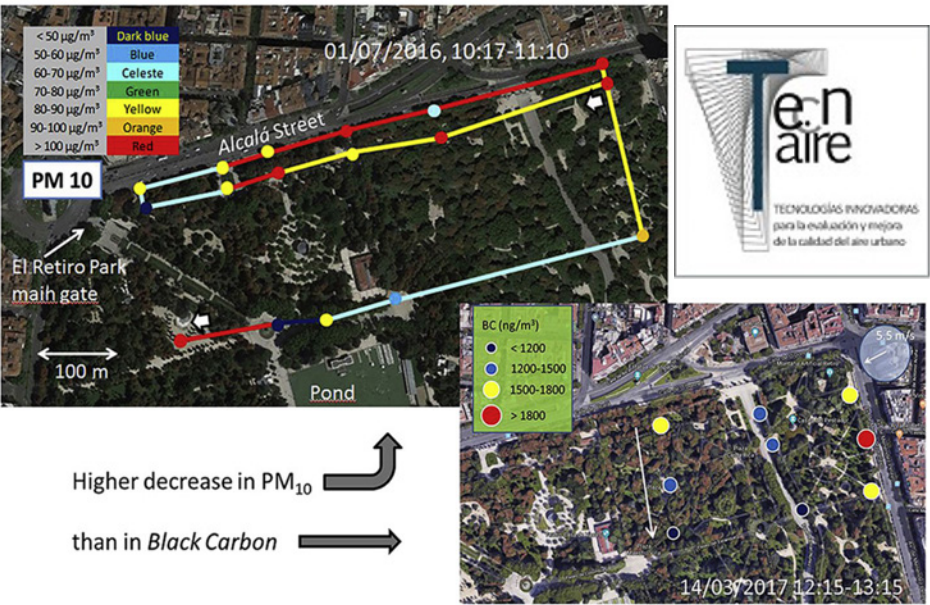 < 50 µg/m³ Dark blue
50-60 µg/m³ Blue
60-70 µg/m³ Celeste
70-80 µg/m³ Green
80-90 µg/m³ Yellow
90-100 µg/m³ Orange
> 100 µg/m³ Red
01/07/2016, 10:17-11:10
Alcalá Street
PM 10
El Retiro Park
maih gate
100 m
Pond
Tecn
aire
TECNOLOGÍAS INNOVADORAS
para la evaluación y mejora
de la calidad del aire urbano
BC (ng/m³)
< 1200
1200-1500
1500-1800
> 1800
5,5 m/s
14/03/2017 12:15-13:15
Higher decrease in PM₁₀
than in Black Carbon